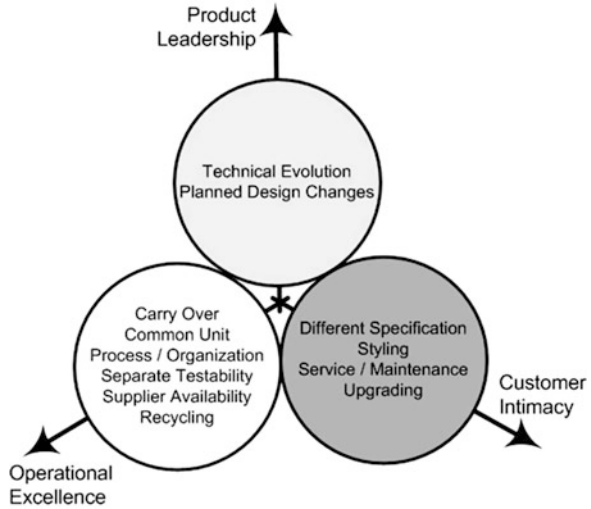 Product
Leadership
Technical Evolution
Planned Design Changes
Carry Over
Common Unit
Process / Organization
Separate Testability
Supplier Availability
Recycling
Different Specification
Styling
Service / Maintenance
Upgrading
Customer
Intimacy
Operational
Excellence